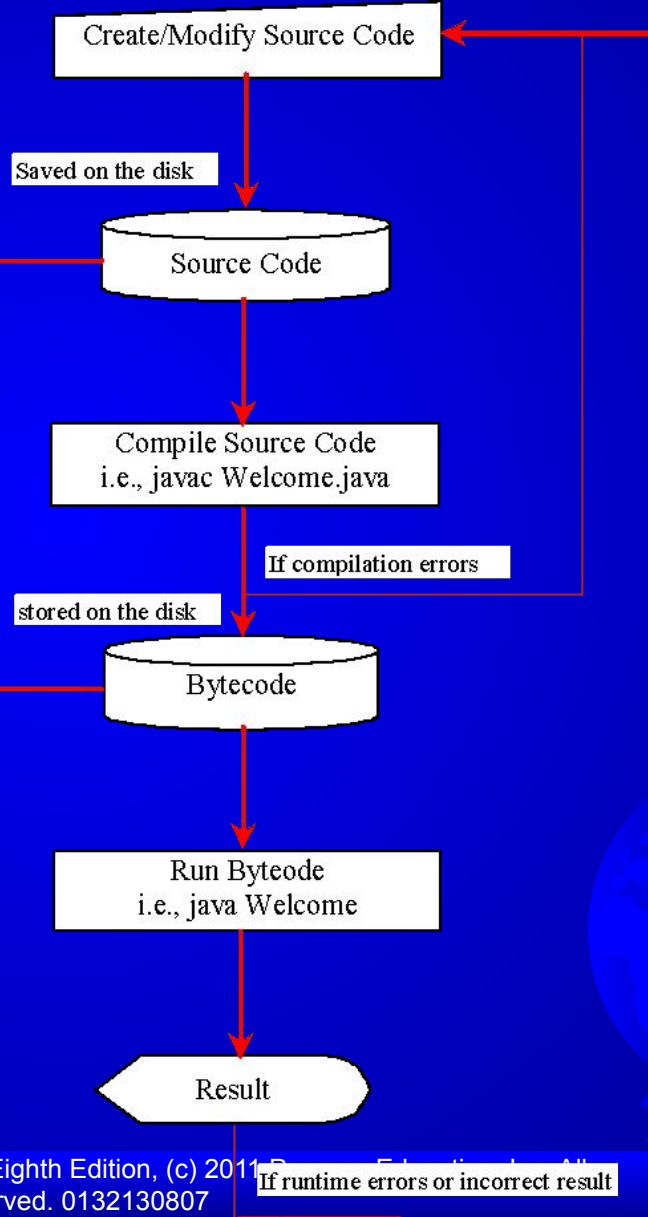 Create/Modify Source Code
Saved on the disk
Source Code
Compile Source Code
i.e., javac Welcome.java
If compilation errors
stored on the disk
Bytecode
Run Byteode
i.e., java Welcome
Result
Eighth Edition, (c) 2011
If runtime errors or incorrect result
rved. 0132130807